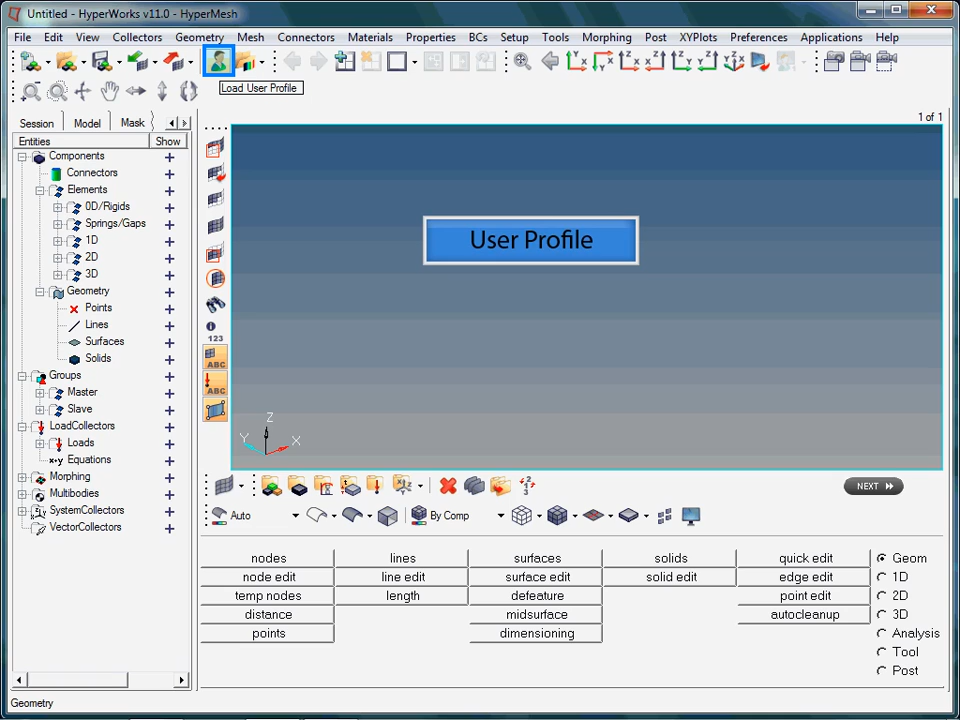 Untitled - HyperWorks v11.0 - HyperMesh
File Edit View Collectors Geometry Mesh Connectors Materials Properties BCs Setup Tools Morphing Post XYPlots Preferences Applications Help
Load User Profile
Session Model Mask
1 of 1
Entities Show
Components
Connectors
Elements
0D/Rigids
Springs/Gaps
1D
2D
3D
Geometry
Points
Lines
Surfaces
Solids
Groups
Master
Slave
LoadCollectors
Loads
Equations
Morphing
Multibodies
SystemCollectors
VectorCollectors
123
ABC
ABC
User Profile
Z
Y X
NEXT
Auto By Comp
nodes lines surfaces solids quick edit Geom
node edit line edit surface edit solid edit edge edit 1D
temp nodes length defeature point edit 2D
distance midsurface autocleanup 3D
points dimensioning Analysis
Tool
Post
Geometry